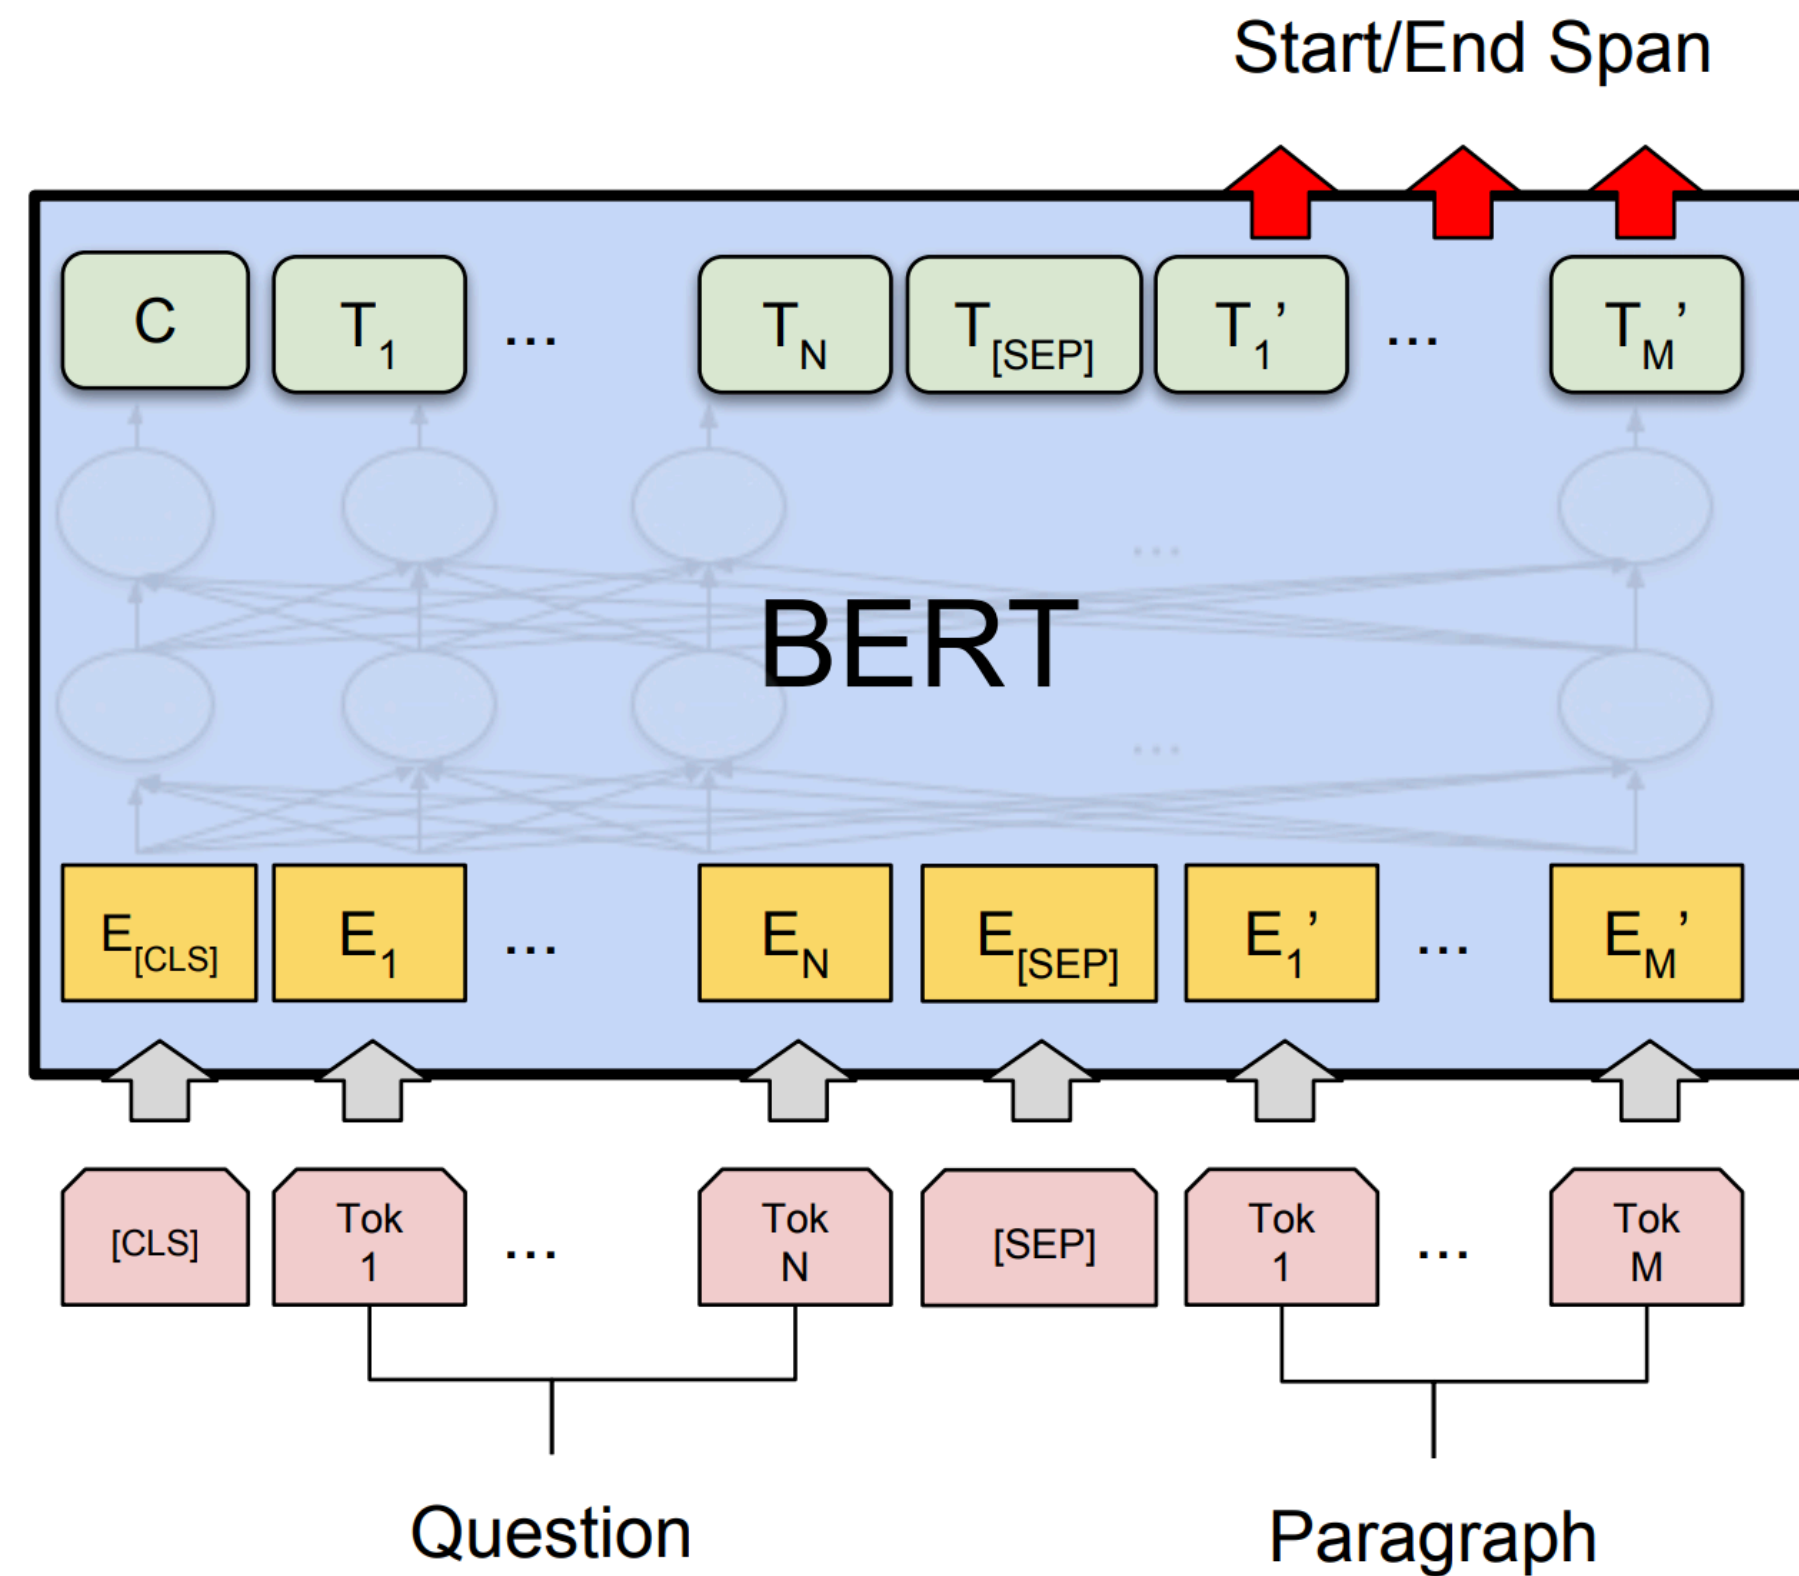 Start/End Span
C T1 ... TN T[SEP] T1’ ... TM’
...
BERT
...
E[CLS] E1 ... EN E[SEP] E1’ ... EM’
[CLS] Tok 1 ... Tok N [SEP] Tok 1 ... Tok M
Question Paragraph